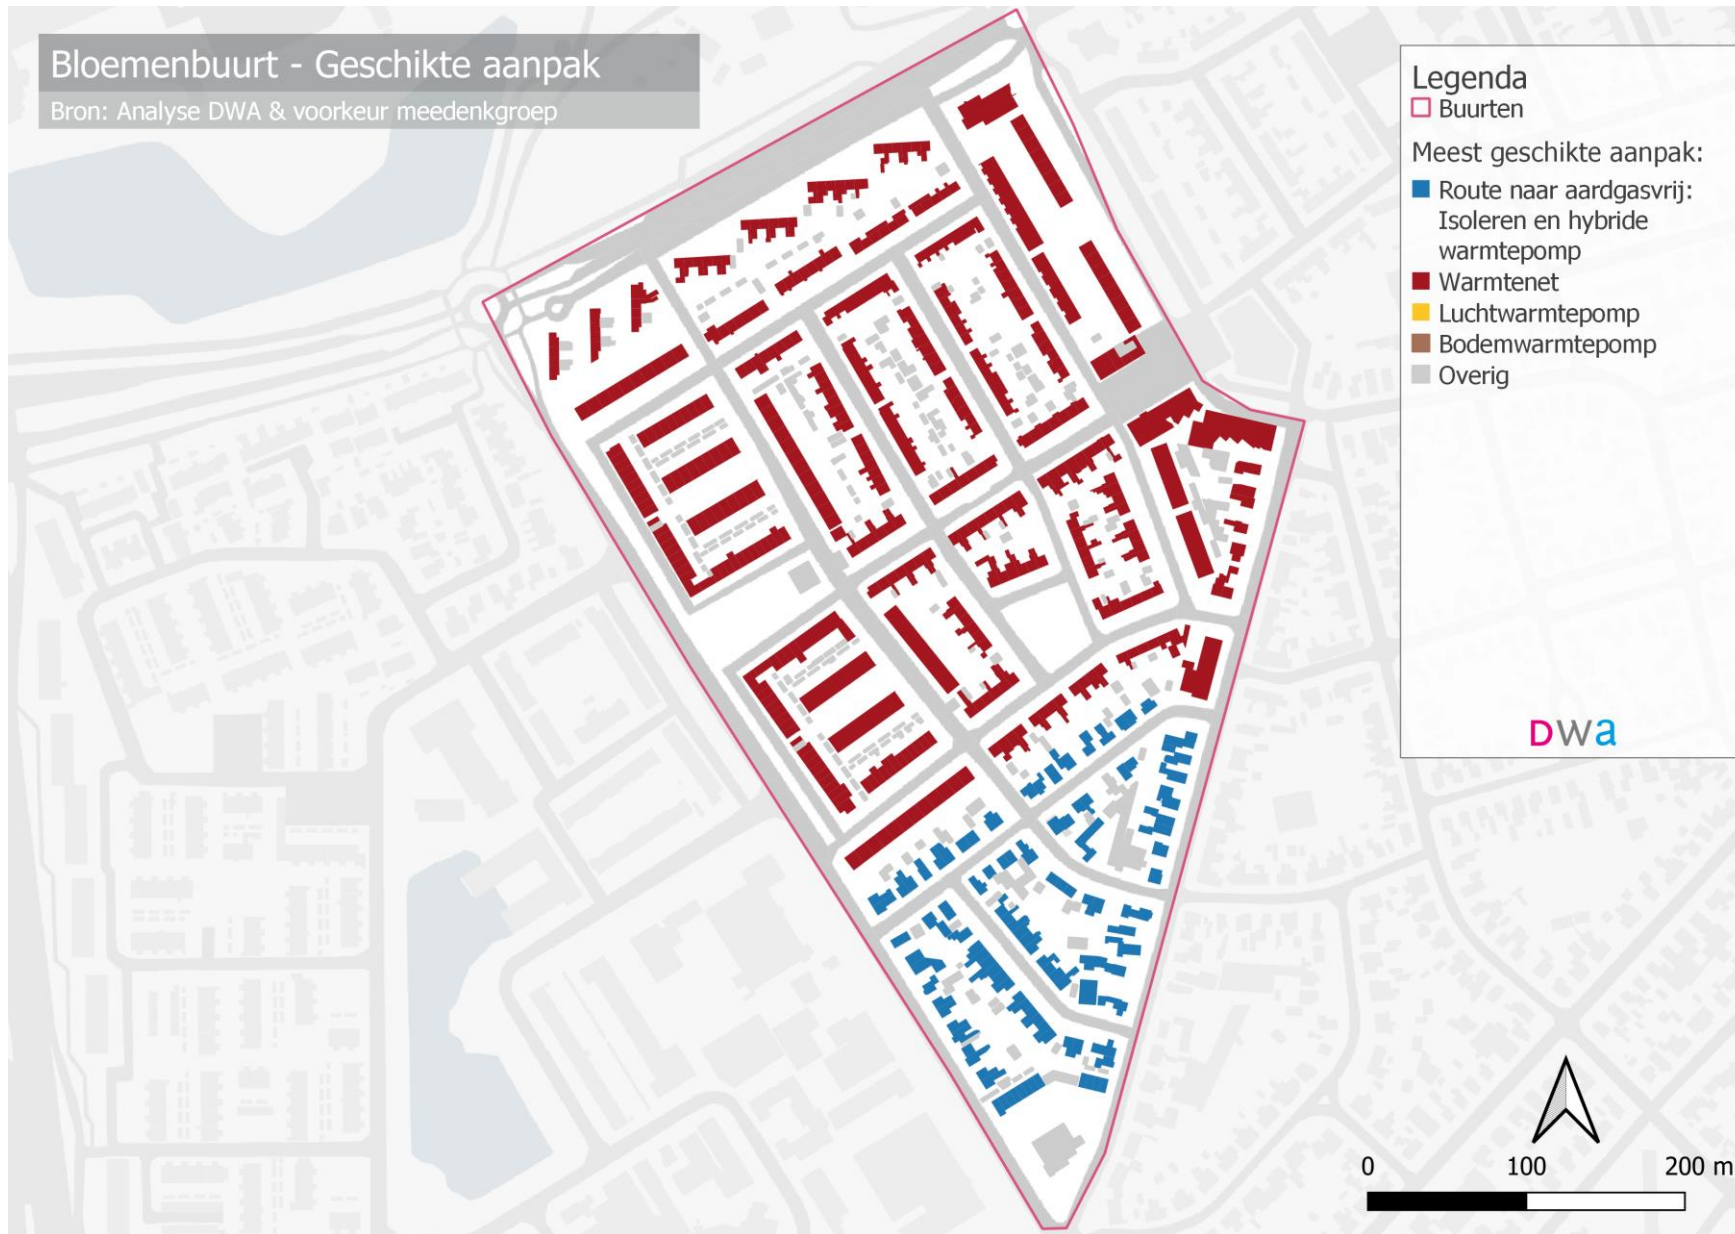 Bloemenbuurt - Geschikte aanpak
Bron: Analyse DWA & voorkeur meedenkgroep
Legenda
Buurten
Meest geschikte aanpak:
Route naar aardgasvrij:
Isoleren en hybride
warmtepomp
Warmtenet
Luchtwarmtepomp
Bodemwarmtepomp
Overig
DWa
0 100 200 m